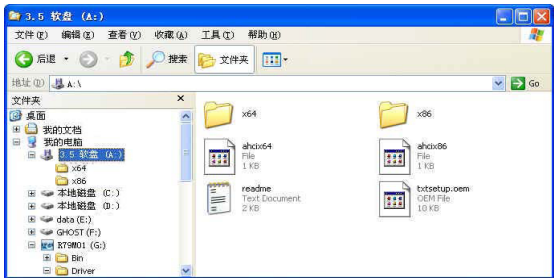 3.5 软盘 (A:)
文件(F) 编辑(E) 查看(V) 收藏(A) 工具(T) 帮助(H)
后退 搜索 文件夹
地址(D) A:\ Go
文件夹 ×
桌面
我的文档
我的电脑
3.5 软盘 (A:)
x64
x86
本地磁盘 (C:)
本地磁盘 (D:)
data (E:)
GHOST (F:)
R79M01 (G:)
Bin
Driver
x64
x86
ahcix64
File
1 KB
ahcix86
File
1 KB
readme
Text Document
2 KB
txtsetup.oem
OEM File
10 KB